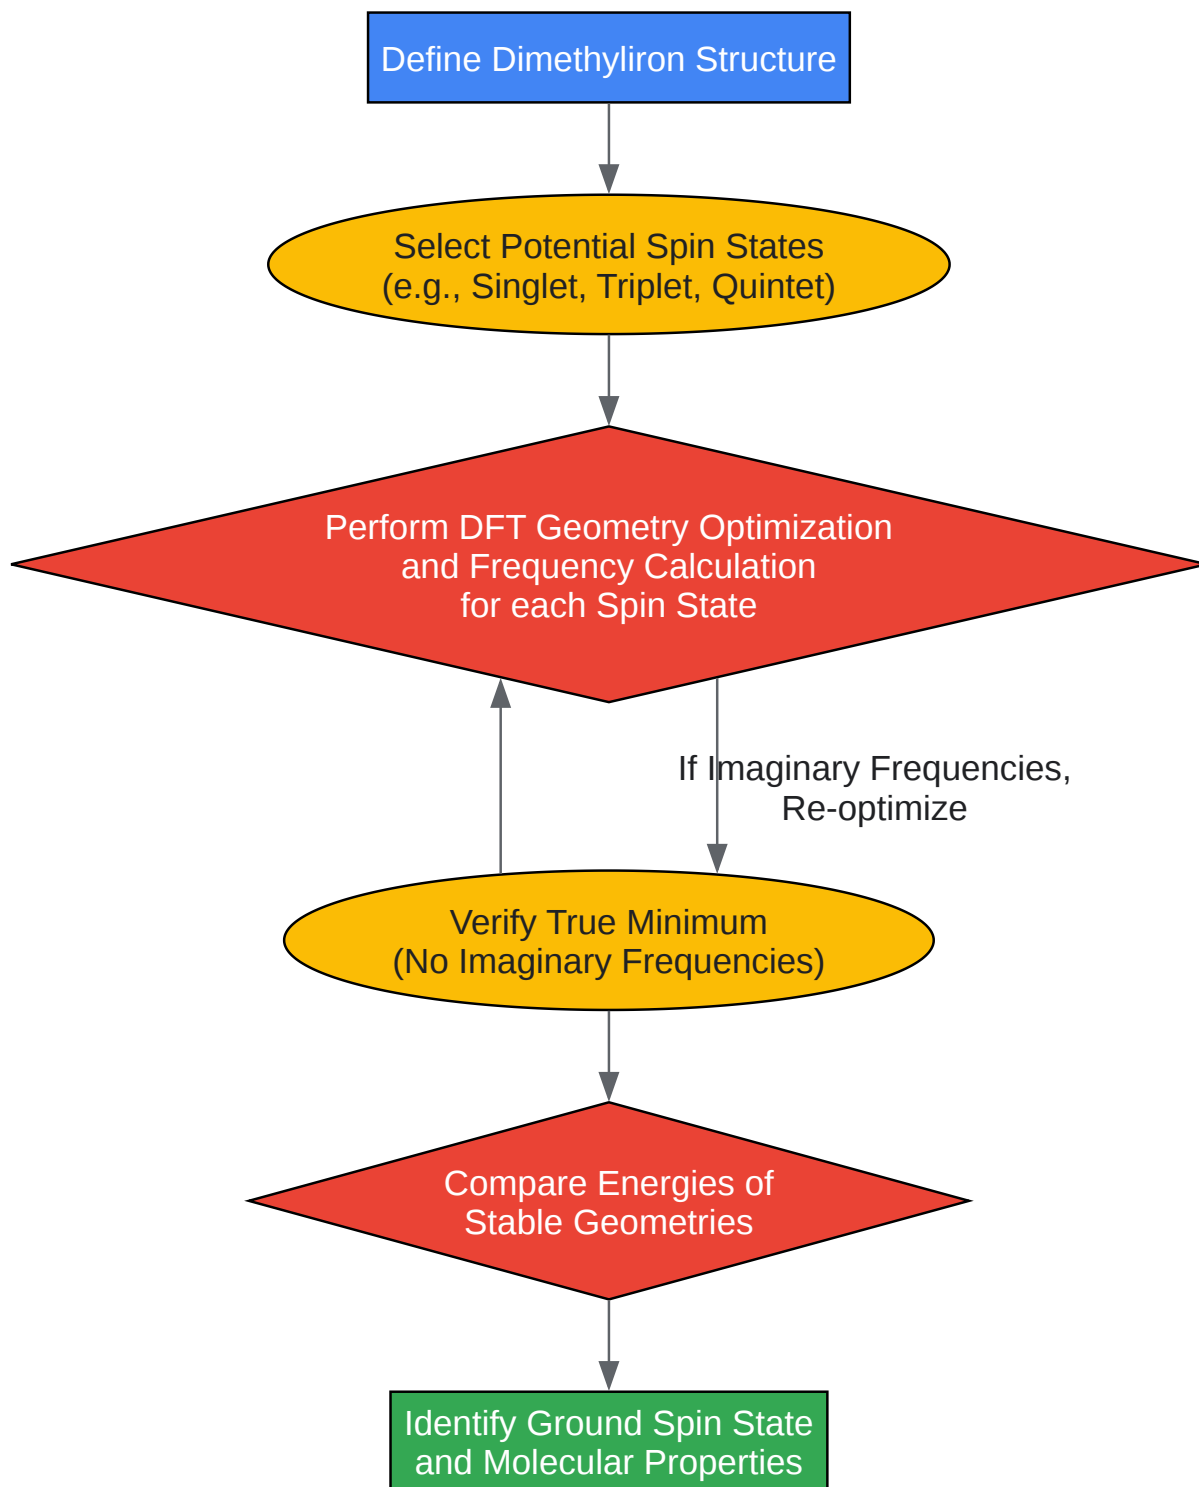 Define Dimethyliron Structure
Select Potential Spin States
(e.g., Singlet, Triplet, Quintet)
Perform DFT Geometry Optimization
and Frequency Calculation
for each Spin State
If Imaginary Frequencies,
Re-optimize
Verify True Minimum
(No Imaginary Frequencies)
Compare Energies of
Stable Geometries
Identify Ground Spin State
and Molecular Properties